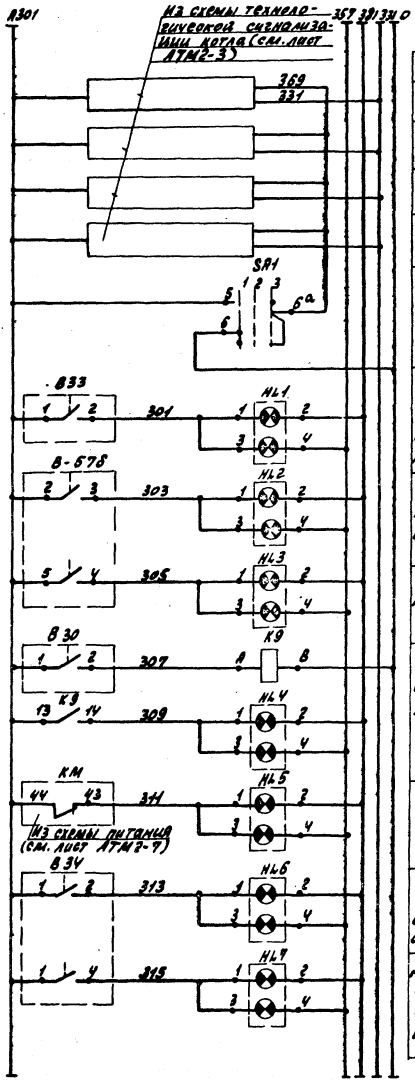 А301
Из схемы техноло-
гической сигнализа-
ции котла (см. лист
АТМ2-3)
357 391 331 0
369
331
SA1
1 2 3
5
6а
6
В33
1 2 301
HL1
1 2
3 4
В-67б
2 3 303
HL2
1 2
3 4
5 4 305
HL3
1 2
3 4
В30
1 2 307
К9
А В
К9
13 14 309
HL4
1 2
3 4
КМ
44 43 311
HL5
1 2
3 4
Из схемы питания
(см. лист АТМ2-7)
В34
1 2 313
HL6
1 2
3 4
1 4 315
HL7
1 2
3 4